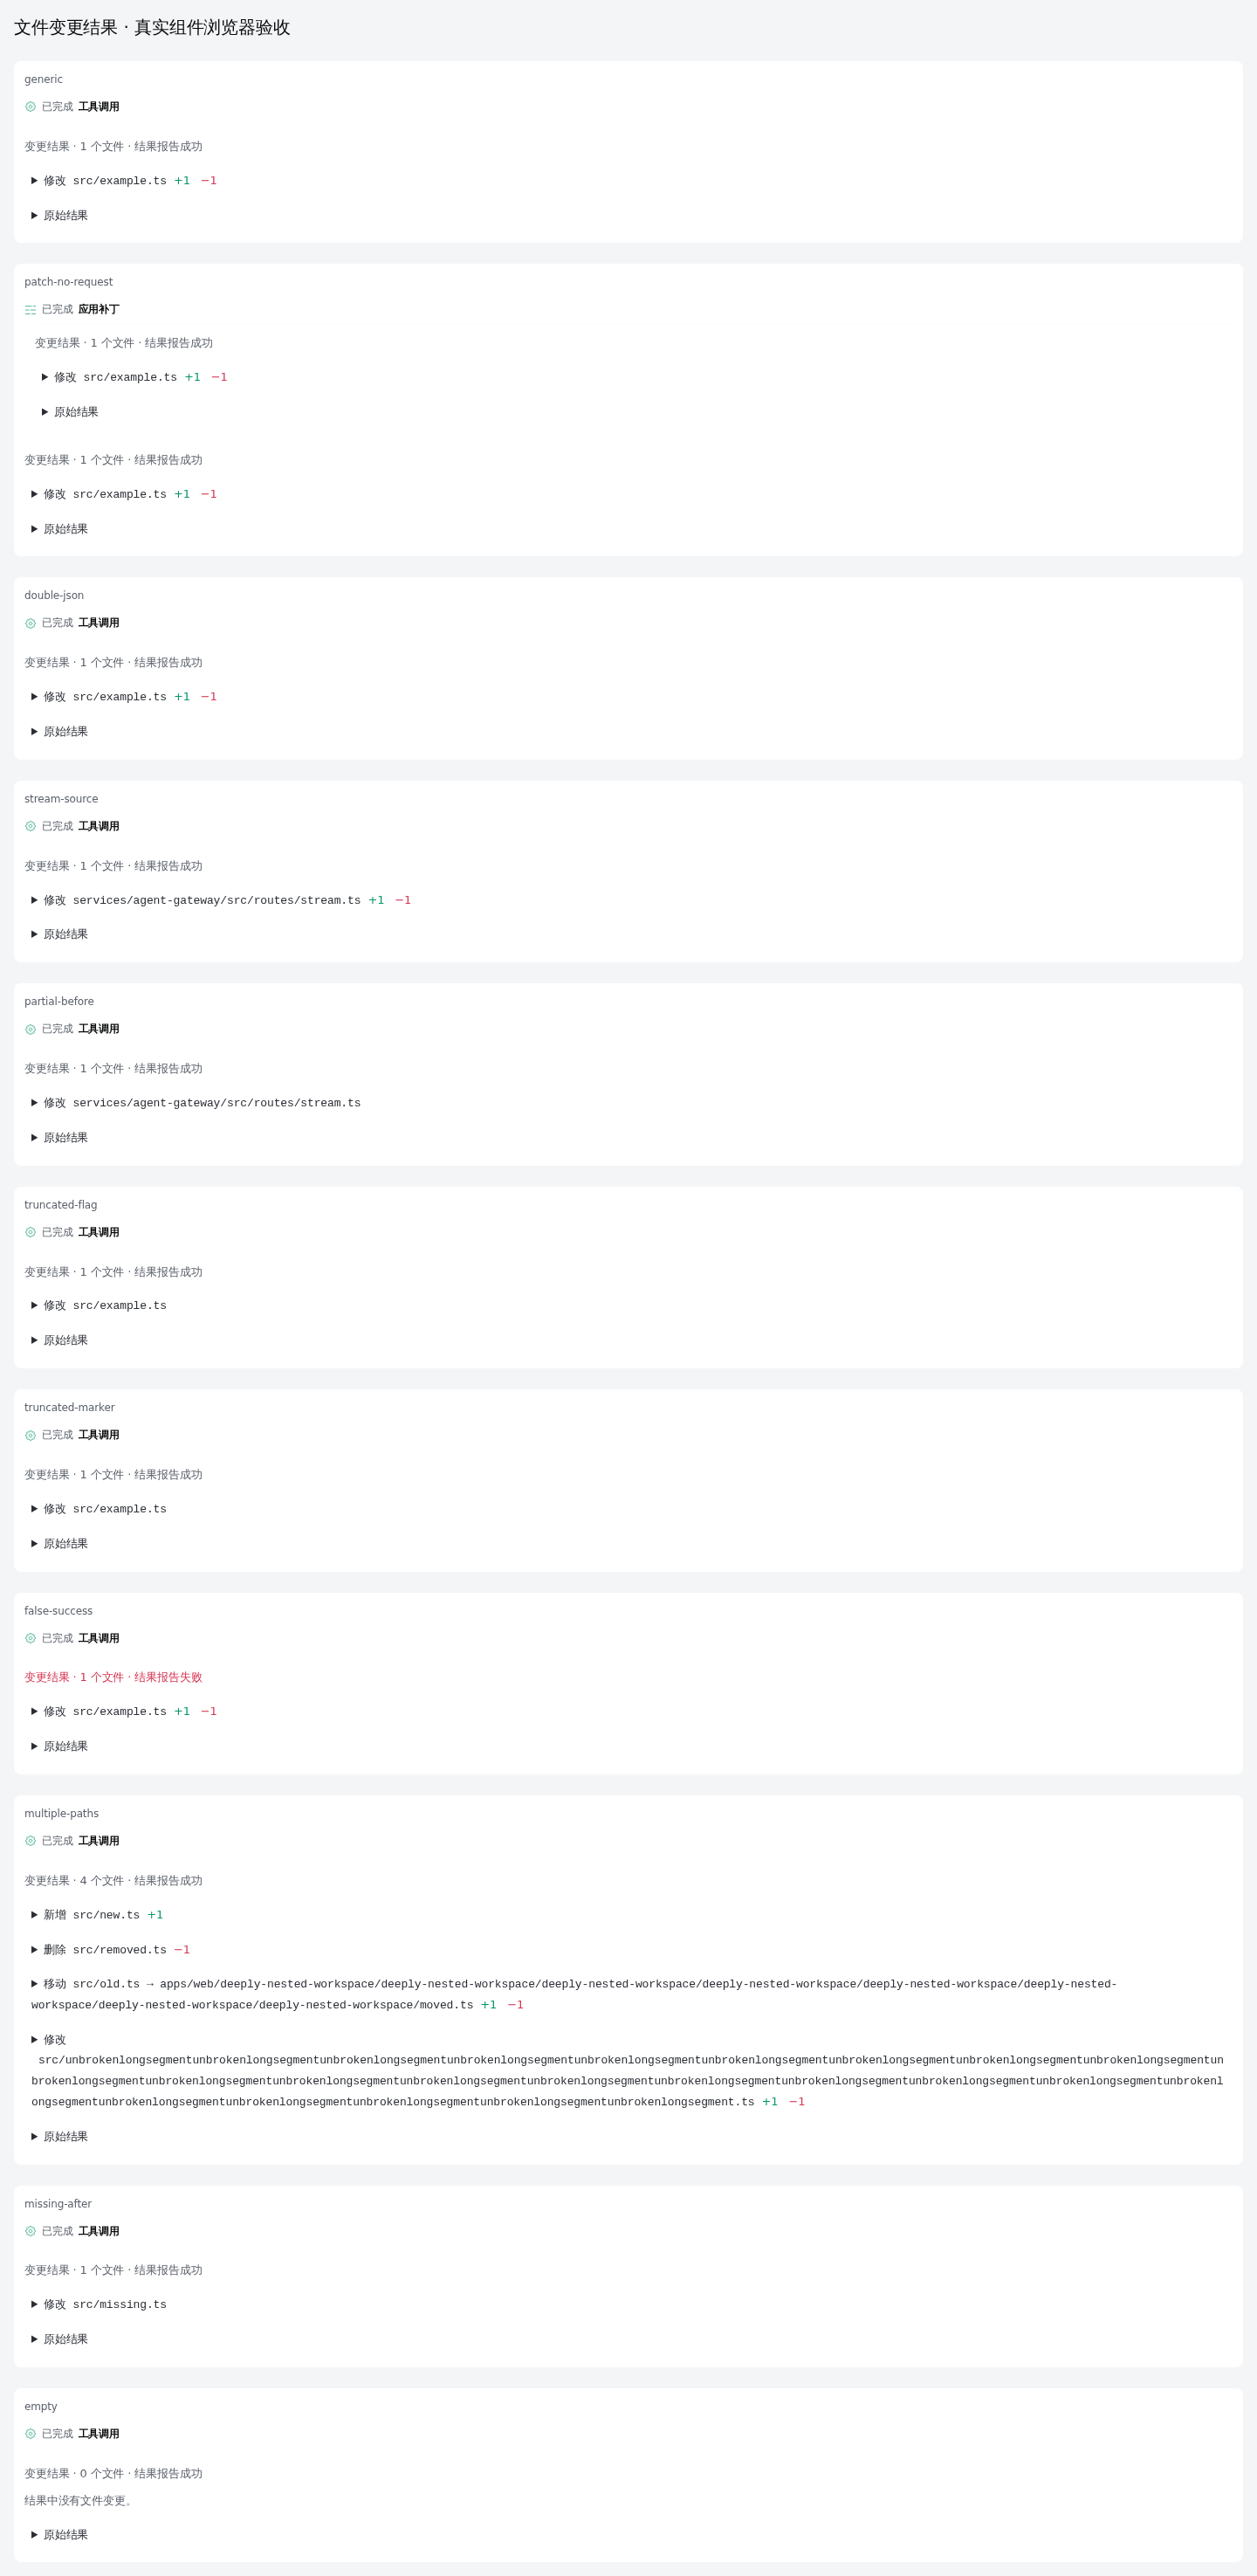 文件变更结果 · 真实组件浏览器验收
generic
已完成 工具调用
变更结果 · 1 个文件 · 结果报告成功
▶ 修改 src/example.ts +1 −1
▶ 原始结果
patch-no-request
已完成 应用补丁
变更结果 · 1 个文件 · 结果报告成功
▶ 修改 src/example.ts +1 −1
▶ 原始结果
变更结果 · 1 个文件 · 结果报告成功
▶ 修改 src/example.ts +1 −1
▶ 原始结果
double-json
已完成 工具调用
变更结果 · 1 个文件 · 结果报告成功
▶ 修改 src/example.ts +1 −1
▶ 原始结果
stream-source
已完成 工具调用
变更结果 · 1 个文件 · 结果报告成功
▶ 修改 services/agent-gateway/src/routes/stream.ts +1 −1
▶ 原始结果
partial-before
已完成 工具调用
变更结果 · 1 个文件 · 结果报告成功
▶ 修改 services/agent-gateway/src/routes/stream.ts
▶ 原始结果
truncated-flag
已完成 工具调用
变更结果 · 1 个文件 · 结果报告成功
▶ 修改 src/example.ts
▶ 原始结果
truncated-marker
已完成 工具调用
变更结果 · 1 个文件 · 结果报告成功
▶ 修改 src/example.ts
▶ 原始结果
false-success
已完成 工具调用
变更结果 · 1 个文件 · 结果报告失败
▶ 修改 src/example.ts +1 −1
▶ 原始结果
multiple-paths
已完成 工具调用
变更结果 · 4 个文件 · 结果报告成功
▶ 新增 src/new.ts +1
▶ 删除 src/removed.ts −1
▶ 移动 src/old.ts → apps/web/deeply-nested-workspace/deeply-nested-workspace/deeply-nested-workspace/deeply-nested-workspace/deeply-nested-workspace/deeply-nested-
workspace/deeply-nested-workspace/deeply-nested-workspace/moved.ts +1 −1
▶ 修改
src/unbrokenlongsegmentunbrokenlongsegmentunbrokenlongsegmentunbrokenlongsegmentunbrokenlongsegmentunbrokenlongsegmentunbrokenlongsegmentunbrokenlongsegmentunbrokenlongsegmentun
brokenlongsegmentunbrokenlongsegmentunbrokenlongsegmentunbrokenlongsegmentunbrokenlongsegmentunbrokenlongsegmentunbrokenlongsegmentunbrokenlongsegmentunbrokenlongsegmentunbrokenl
ongsegmentunbrokenlongsegmentunbrokenlongsegmentunbrokenlongsegmentunbrokenlongsegmentunbrokenlongsegment.ts +1 −1
▶ 原始结果
missing-after
已完成 工具调用
变更结果 · 1 个文件 · 结果报告成功
▶ 修改 src/missing.ts
▶ 原始结果
empty
已完成 工具调用
变更结果 · 0 个文件 · 结果报告成功
结果中没有文件变更。
▶ 原始结果